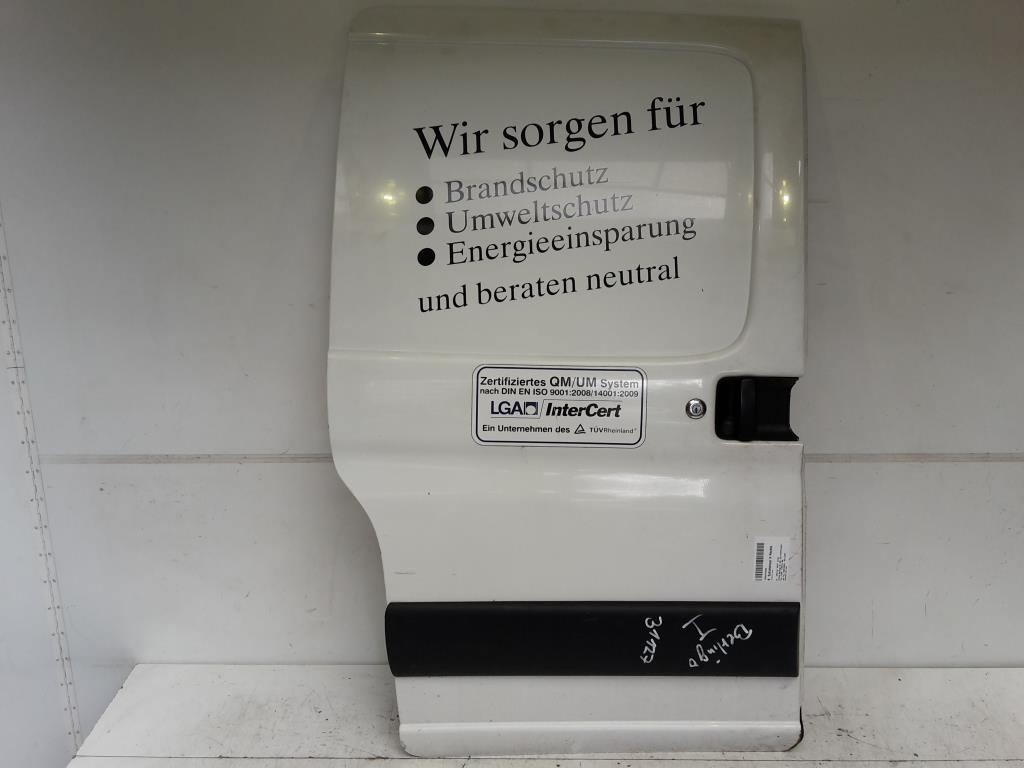 Wir sorgen für
● Brandschutz
● Umweltschutz
● Energieeinsparung
und beraten neutral
Zertifiziertes QM/UM System
nach DIN EN ISO 9001:2008/14001:2009
LGA InterCert
Ein Unternehmen des TÜVRheinland®
Berlingo
I